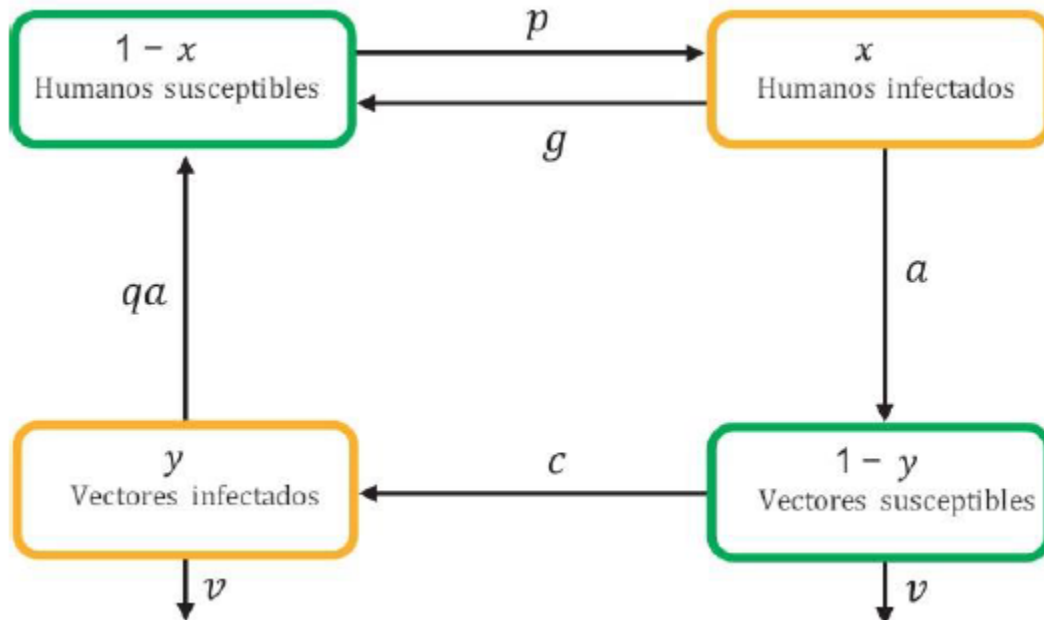 1 − x
Humanos susceptibles
p
x
Humanos infectados
g
qa
a
y
Vectores infectados
c
1 − y
Vectores susceptibles
v
v